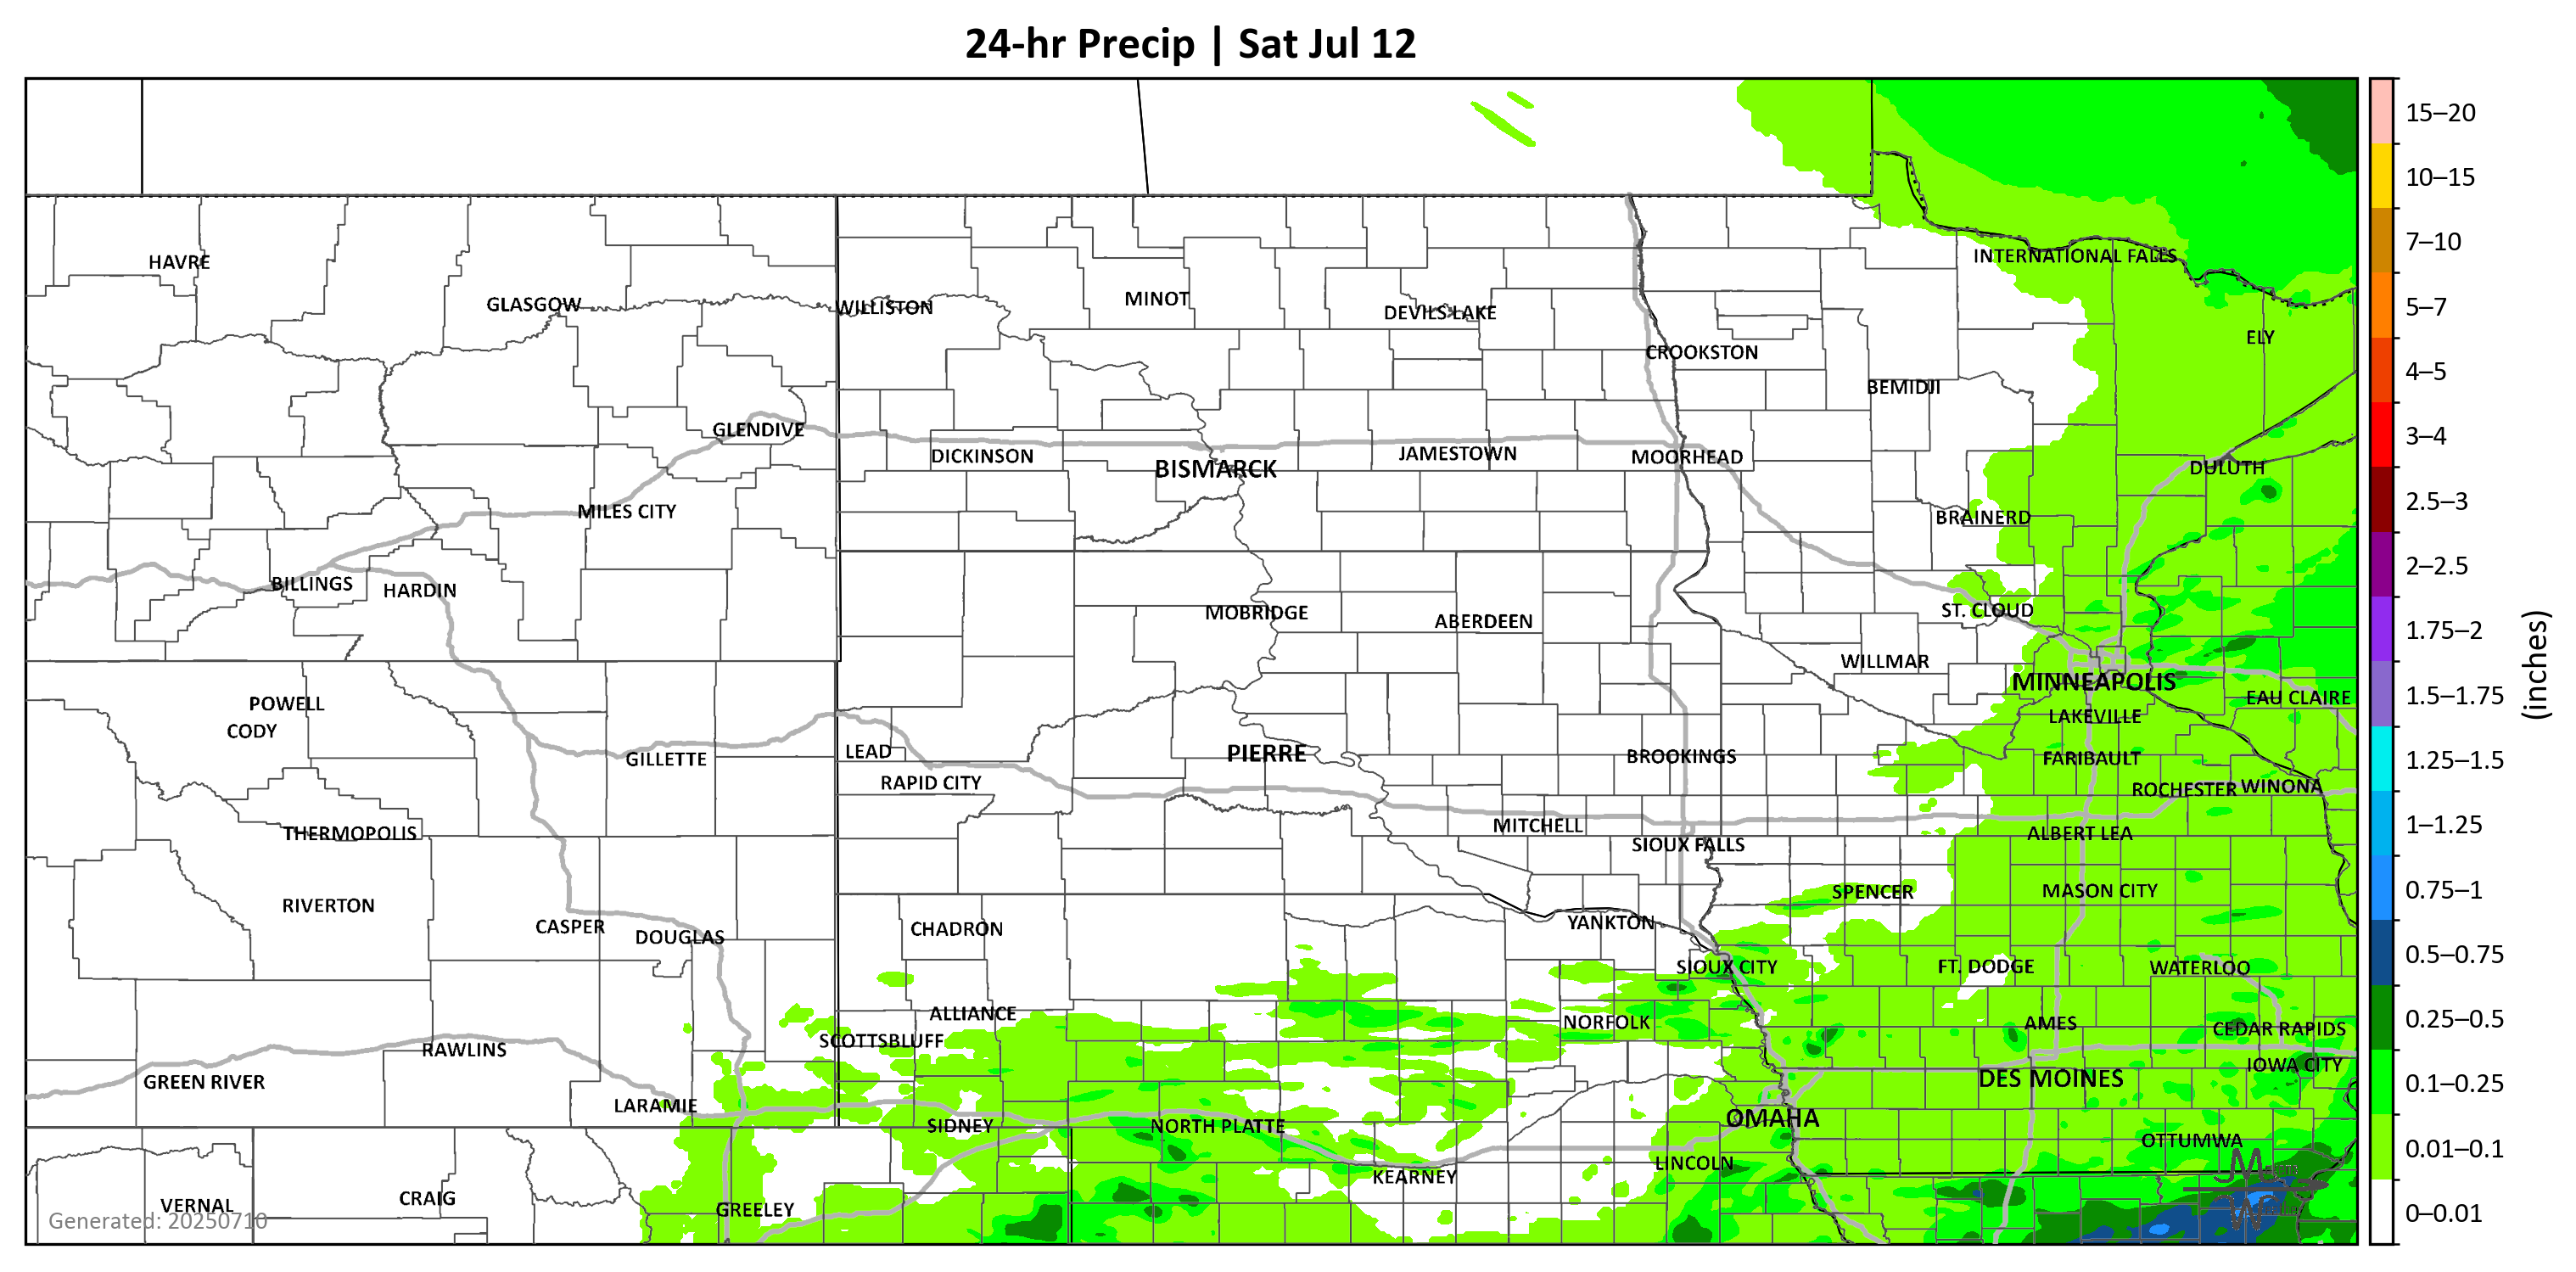 24-hr Precip | Sat Jul 12
15–20
10–15
7–10
5–7
4–5
3–4
2.5–3
2–2.5
1.75–2
1.5–1.75
1.25–1.5
1–1.25
0.75–1
0.5–0.75
0.25–0.5
0.1–0.25
0.01–0.1
0–0.01
(inches)
HAVRE
INTERNATIONAL FALLS
GLASGOW
WILLISTON
MINOT
DEVILS LAKE
ELY
CROOKSTON
BEMIDJI
GLENDIVE
DICKINSON
BISMARCK
JAMESTOWN
MOORHEAD
DULUTH
MILES CITY
BRAINERD
BILLINGS
HARDIN
MOBRIDGE
ABERDEEN
ST. CLOUD
WILLMAR
MINNEAPOLIS
EAU CLAIRE
POWELL
CODY
LAKEVILLE
GILLETTE
LEAD
PIERRE
BROOKINGS
FARIBAULT
RAPID CITY
ROCHESTER
WINONA
THERMOPOLIS
MITCHELL
SIOUX FALLS
ALBERT LEA
RIVERTON
SPENCER
MASON CITY
CASPER
DOUGLAS
CHADRON
YANKTON
SIOUX CITY
FT. DODGE
WATERLOO
ALLIANCE
NORFOLK
AMES
CEDAR RAPIDS
RAWLINS
SCOTTSBLUFF
IOWA CITY
GREEN RIVER
LARAMIE
DES MOINES
SIDNEY
NORTH PLATTE
OMAHA
OTTUMWA
LINCOLN
KEARNEY
VERNAL
CRAIG
GREELEY
Generated: 20250710